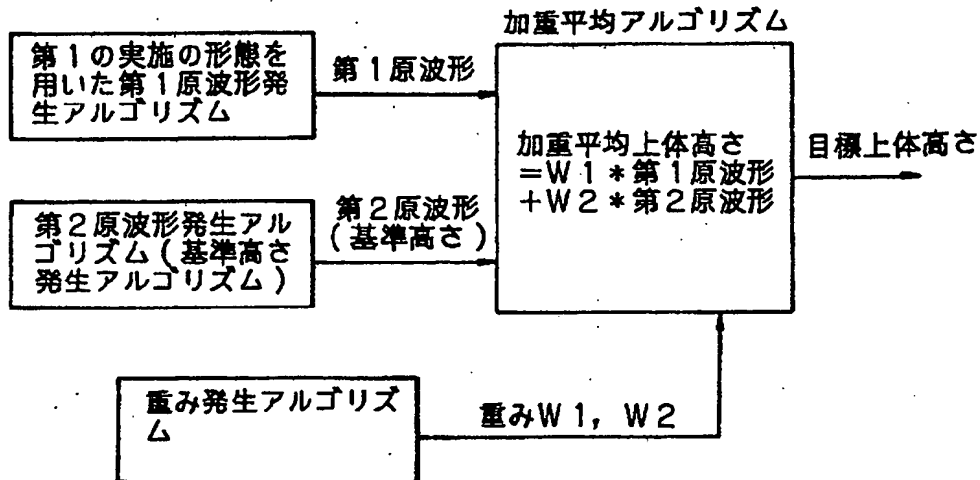 加重平均アルゴリズム
第1の実施の形態を
用いた第1原波形発
生アルゴリズム
第1原波形
加重平均上体高さ
=W1*第1原波形
+W2*第2原波形
目標上体高さ
第2原波形発生アル
ゴリズム(基準高さ
発生アルゴリズム)
第2原波形
(基準高さ)
重み発生アルゴリズ
ム
重みW1, W2